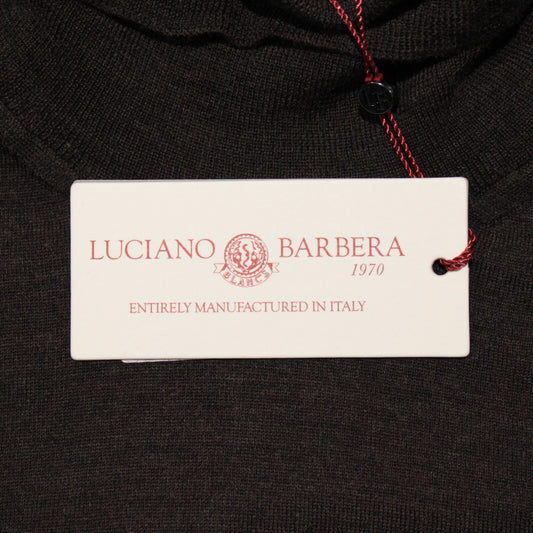 LUCIANO BARBERA
1970
ENTIRELY MANUFACTURED IN ITALY